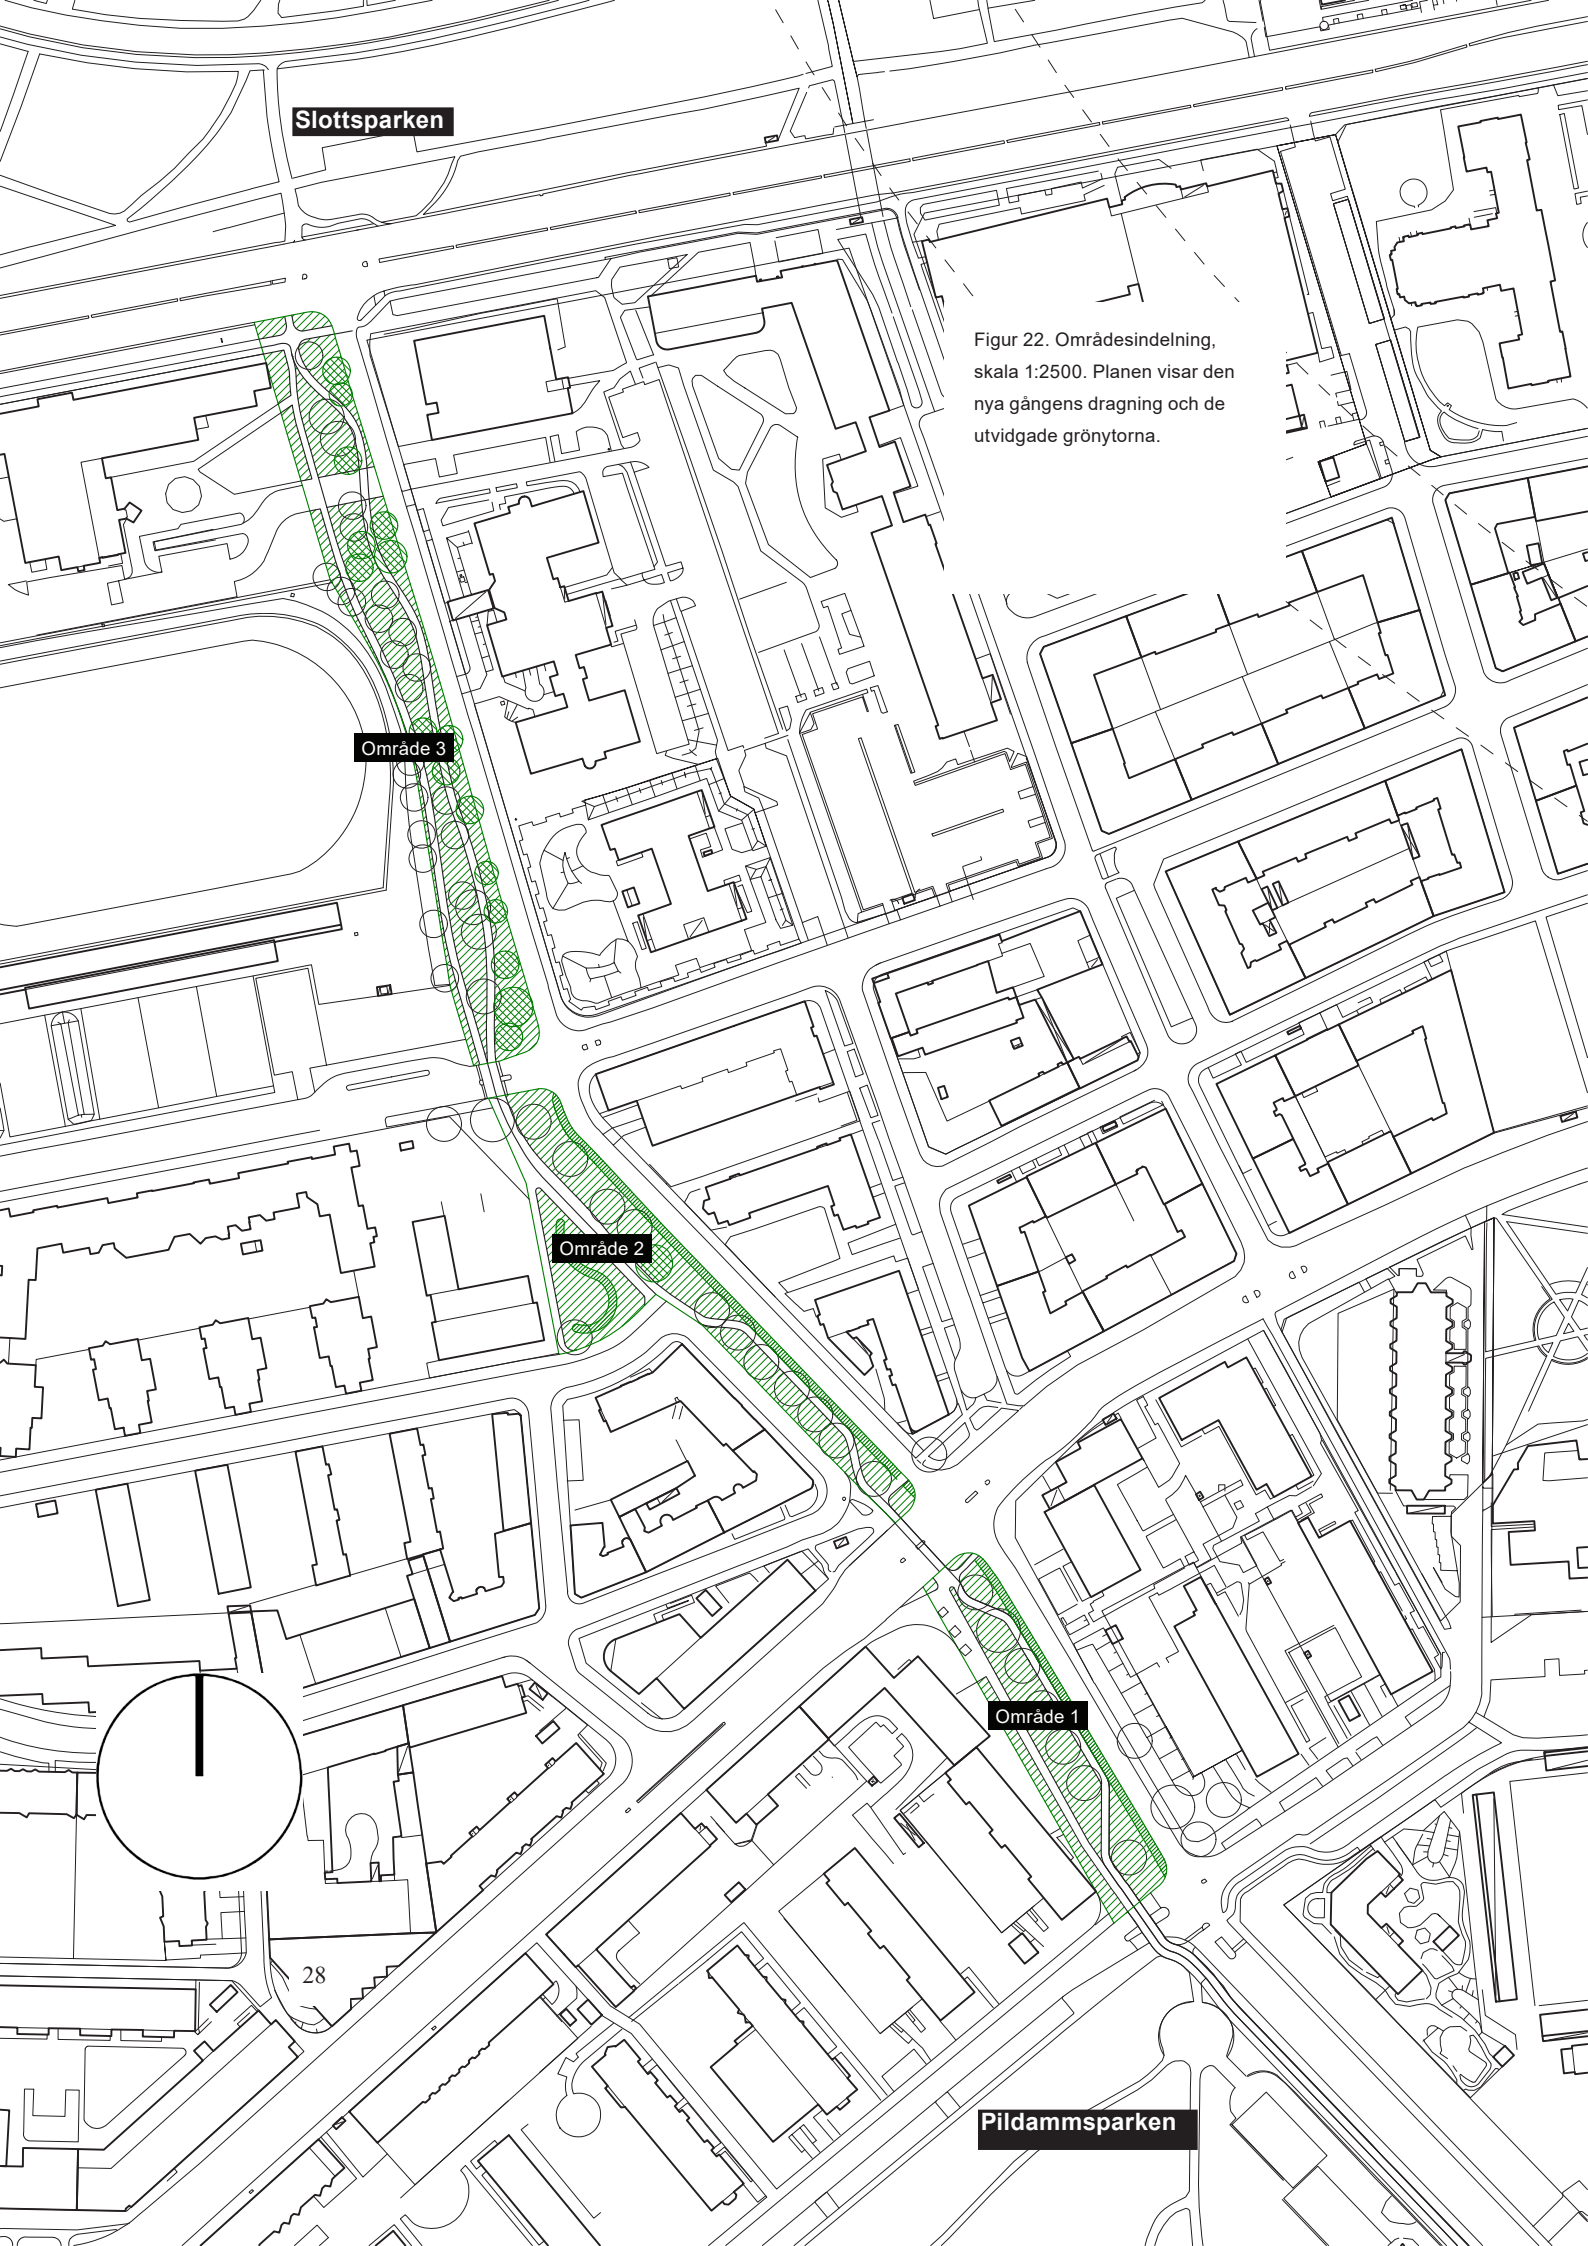 Slottsparken
Figur 22. Områdesindelning,
skala 1:2500. Planen visar den
nya gångens dragning och de
utvidgade grönytorna.
Område 3
Område 2
Område 1
28
Pildammsparken